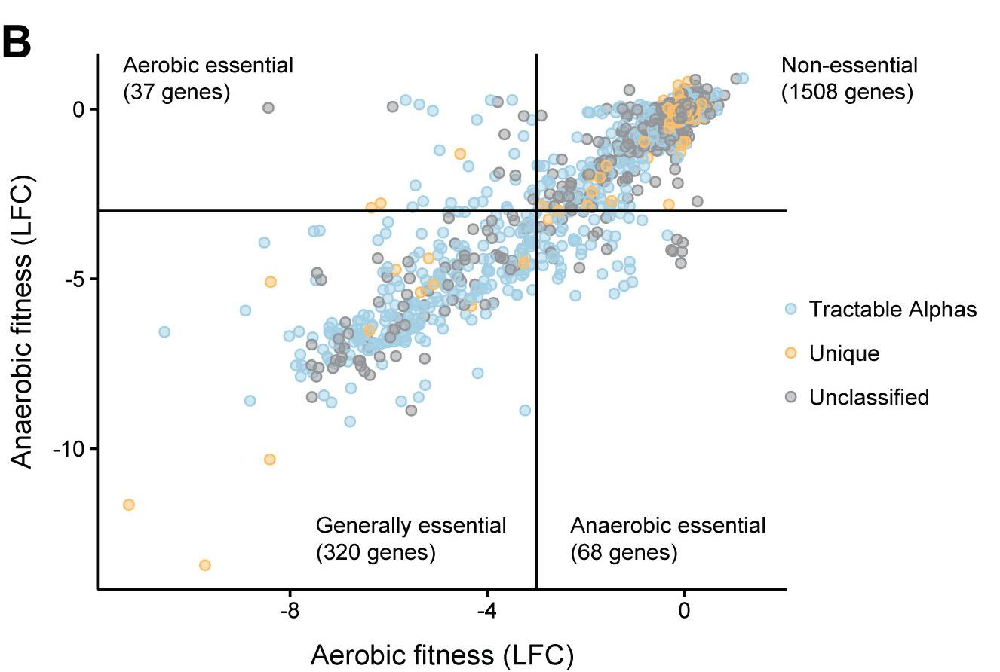 B
Aerobic essential
(37 genes)
Non-essential
(1508 genes)
0
-5
-10
Anaerobic fitness (LFC)
Tractable Alphas
Unique
Unclassified
Generally essential
(320 genes)
Anaerobic essential
(68 genes)
-8
-4
0
Aerobic fitness (LFC)